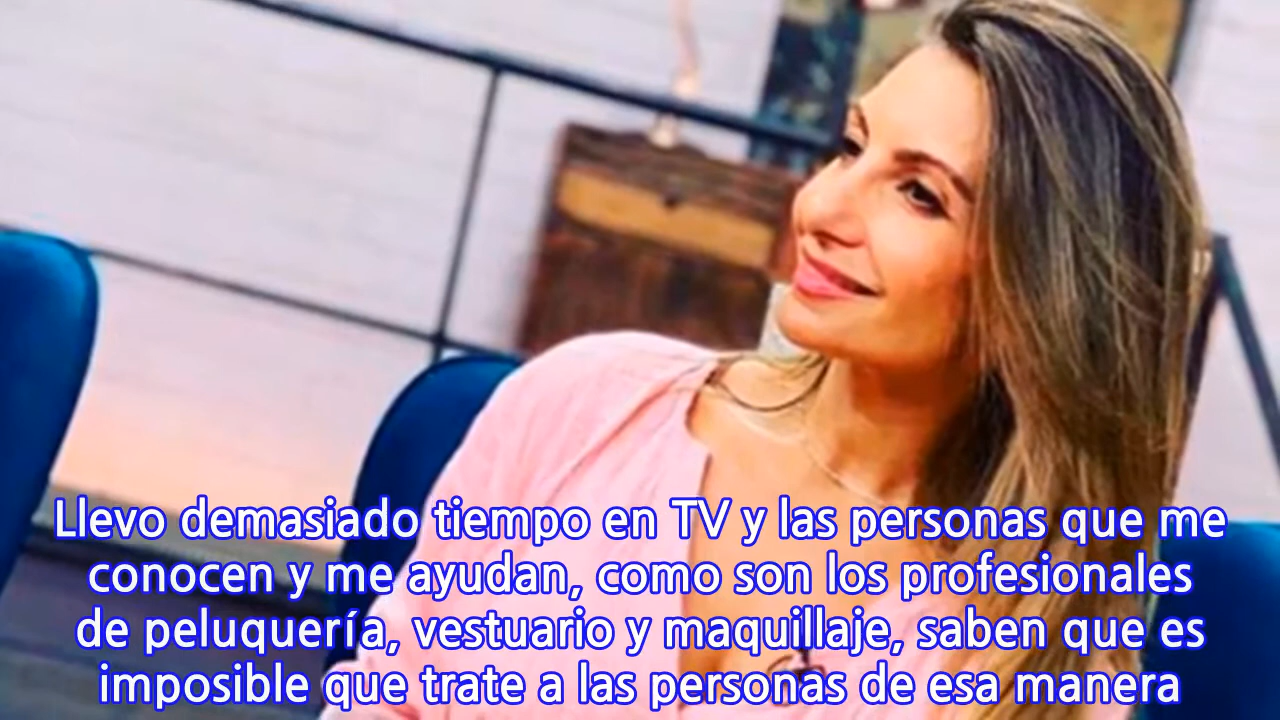 Llevo demasiado tiempo en TV y las personas que me
conocen y me ayudan, como son los profesionales
de peluquería, vestuario y maquillaje, saben que es
imposible que trate a las personas de esa manera